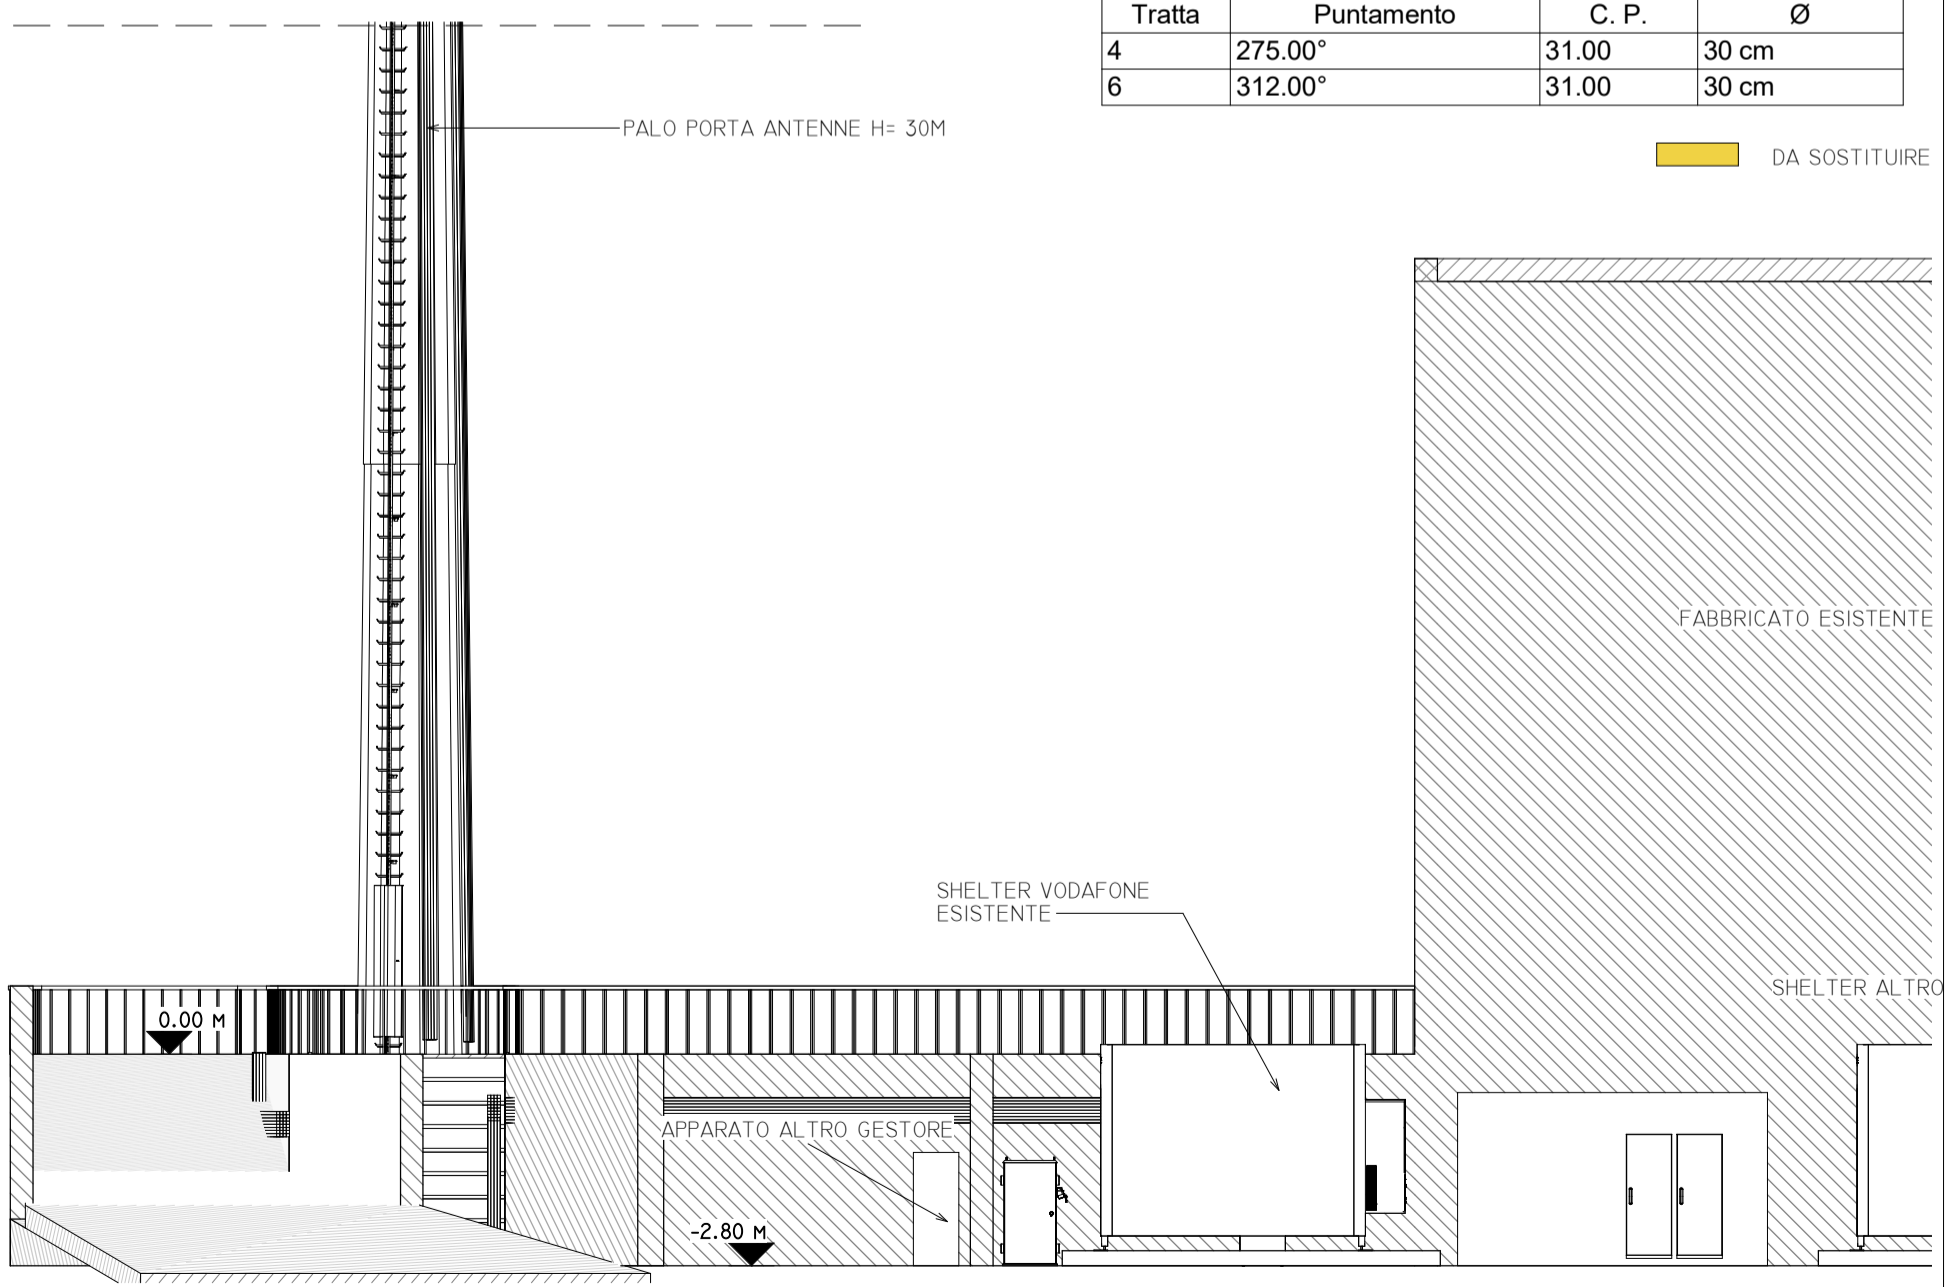 Tratta Puntamento C. P. Ø
4 275.00° 31.00 30 cm
6 312.00° 31.00 30 cm
PALO PORTA ANTENNE H= 30M
DA SOSTITUIRE
FABBRICATO ESISTENTE
SHELTER VODAFONE
ESISTENTE
SHELTER ALTRO
0.00 M
APPARATO ALTRO GESTORE
-2.80 M